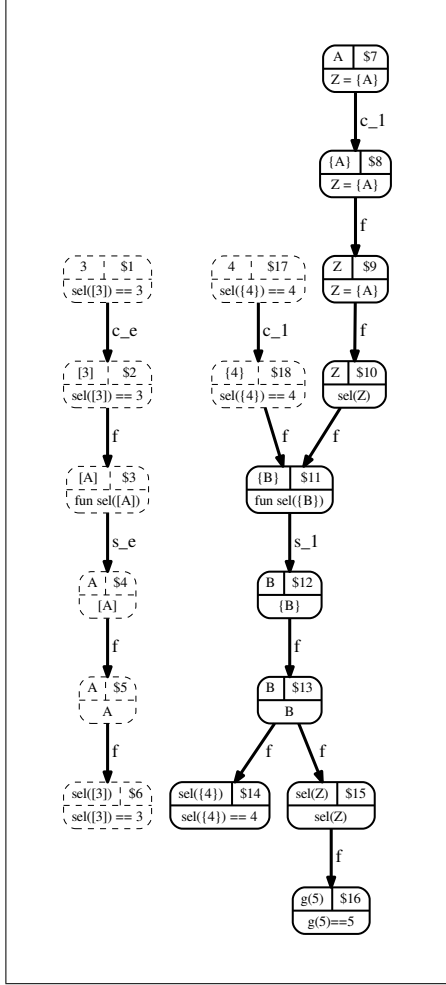 A $7
Z = {A}
c_1
{A} $8
Z = {A}
f
3 $1
sel([3]) == 3
4 $17
sel({4}) == 4
Z $9
Z = {A}
c_e
c_1
f
[3] $2
sel([3]) == 3
{4} $18
sel({4}) == 4
Z $10
sel(Z)
f
f
f
[A] $3
fun sel([A])
{B} $11
fun sel({B})
s_e
s_1
A $4
[A]
B $12
{B}
f
f
A $5
A
B $13
B
f
f
f
sel([3]) $6
sel([3]) == 3
sel({4}) $14
sel({4}) == 4
sel(Z) $15
sel(Z)
f
g(5) $16
g(5)==5